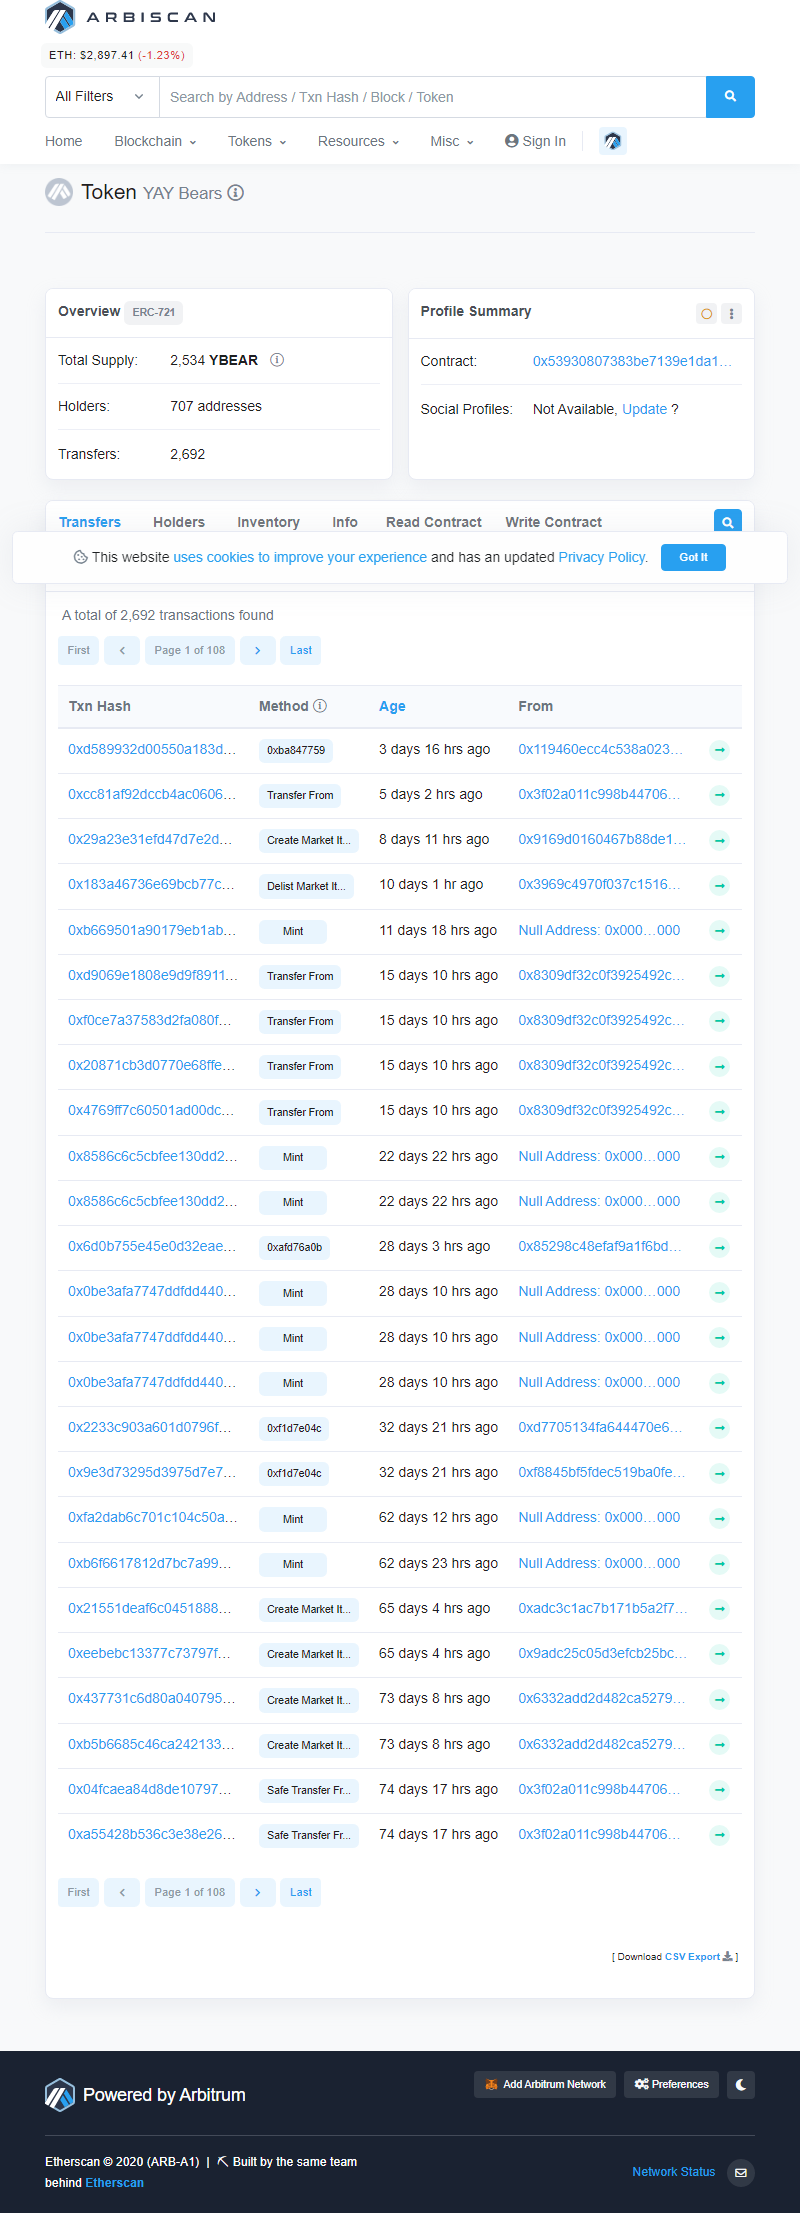 ARBISCAN
ETH: $2,897.41 (-1.23%)
All Filters
Search by Address / Txn Hash / Block / Token
Home Blockchain Tokens Resources Misc Sign In
Token YAY Bears
Overview ERC-721
Total Supply: 2,534 YBEAR
Holders: 707 addresses
Transfers: 2,692
Profile Summary
Contract: 0x53930807383be7139e1da1...
Social Profiles: Not Available, Update ?
Transfers Holders Inventory Info Read Contract Write Contract
This website uses cookies to improve your experience and has an updated Privacy Policy. Got It
A total of 2,692 transactions found
First Page 1 of 108 Last
Txn Hash Method Age From
0xd589932d00550a183d... 0xba847759 3 days 16 hrs ago 0x119460ecc4c538a023...
0xcc81af92dccb4ac0606... Transfer From 5 days 2 hrs ago 0x3f02a011c998b44706...
0x29a23e31efd47d7e2d... Create Market It... 8 days 11 hrs ago 0x9169d0160467b88de1...
0x183a46736e69bcb77c... Delist Market It... 10 days 1 hr ago 0x3969c4970f037c1516...
0xb669501a90179eb1ab... Mint 11 days 18 hrs ago Null Address: 0x000...000
0xd9069e1808e9d9f8911... Transfer From 15 days 10 hrs ago 0x8309df32c0f3925492c...
0xf0ce7a37583d2fa080f... Transfer From 15 days 10 hrs ago 0x8309df32c0f3925492c...
0x20871cb3d0770e68ffe... Transfer From 15 days 10 hrs ago 0x8309df32c0f3925492c...
0x4769ff7c60501ad00dc... Transfer From 15 days 10 hrs ago 0x8309df32c0f3925492c...
0x8586c6c5cbfee130dd2... Mint 22 days 22 hrs ago Null Address: 0x000...000
0x8586c6c5cbfee130dd2... Mint 22 days 22 hrs ago Null Address: 0x000...000
0x6d0b755e45e0d32eae... 0xafd76a0b 28 days 3 hrs ago 0x85298c48efaf9a1f6bd...
0x0be3afa7747ddfdd440... Mint 28 days 10 hrs ago Null Address: 0x000...000
0x0be3afa7747ddfdd440... Mint 28 days 10 hrs ago Null Address: 0x000...000
0x0be3afa7747ddfdd440... Mint 28 days 10 hrs ago Null Address: 0x000...000
0x2233c903a601d0796f... 0xf1d7e04c 32 days 21 hrs ago 0xd7705134fa644470e6...
0x9e3d73295d3975d7e7... 0xf1d7e04c 32 days 21 hrs ago 0xf8845bf5fdec519ba0fe...
0xfa2dab6c701c104c50a... Mint 62 days 12 hrs ago Null Address: 0x000...000
0xb6f6617812d7bc7a99... Mint 62 days 23 hrs ago Null Address: 0x000...000
0x21551deaf6c0451888... Create Market It... 65 days 4 hrs ago 0xadc3c1ac7b171b5a2f7...
0xeebebc13377c73797f... Create Market It... 65 days 4 hrs ago 0x9adc25c05d3efcb25bc...
0x437731c6d80a040795... Create Market It... 73 days 8 hrs ago 0x6332add2d482ca5279...
0xb5b6685c46ca242133... Create Market It... 73 days 8 hrs ago 0x6332add2d482ca5279...
0x04fcaea84d8de10797... Safe Transfer Fr... 74 days 17 hrs ago 0x3f02a011c998b44706...
0xa55428b536c3e38e26... Safe Transfer Fr... 74 days 17 hrs ago 0x3f02a011c998b44706...
First Page 1 of 108 Last
[ Download CSV Export ]
Powered by Arbitrum
Add Arbitrum Network Preferences
Etherscan © 2020 (ARB-A1) | Built by the same team
behind Etherscan
Network Status